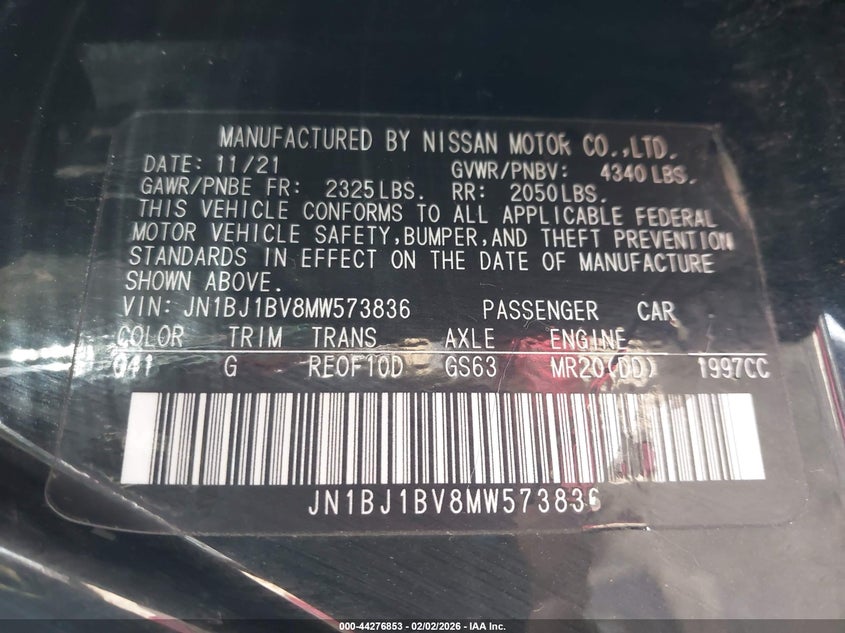 MANUFACTURED BY NISSAN MOTOR CO.,LTD.
DATE: 11/21 GVWR/PNBV: 4340 LBS.
GAWR/PNBE FR: 2325LBS. RR: 2050LBS.
THIS VEHICLE CONFORMS TO ALL APPLICABLE FEDERAL
MOTOR VEHICLE SAFETY,BUMPER,AND THEFT PREVENTION
STANDARDS IN EFFECT ON THE DATE OF MANUFACTURE
SHOWN ABOVE.
VIN: JN1BJ1BV8MW573836 PASSENGER CAR
COLOR TRIM TRANS AXLE ENGINE
G41 G REOF10D GS63 MR20(DD) 1997CC
JN1BJ1BV8MW573836
000-44276853 - 02/02/2026 - IAA Inc.